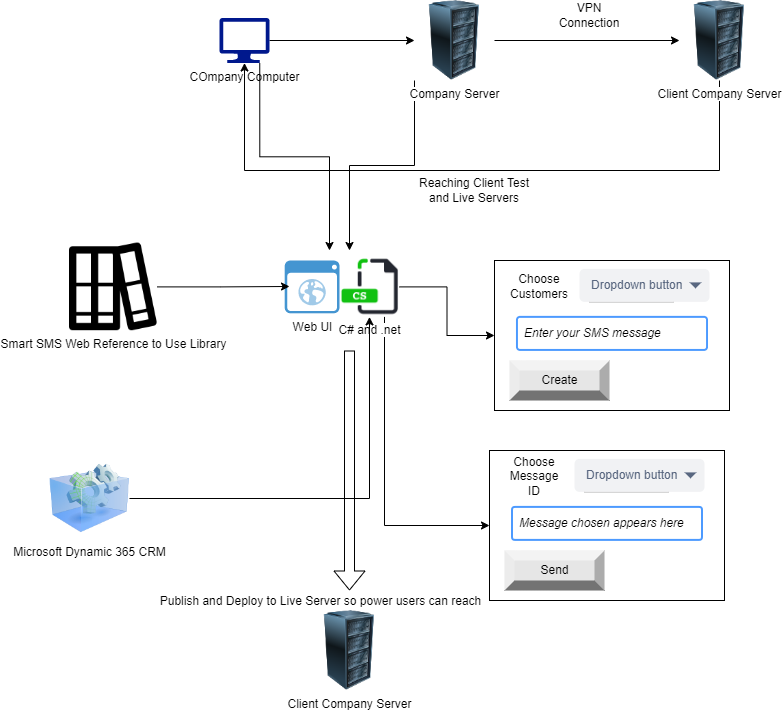 VPN
Connection
COmpany Computer
Company Server
Client Company Server
Reaching Client Test
and Live Servers
Choose
Customers
Dropdown button
CS
Enter your SMS message
Web UI
C# and .net
Smart SMS Web Reference to Use Library
Create
Choose
Message
ID
Dropdown button
Message chosen appears here
Microsoft Dynamic 365 CRM
Send
Publish and Deploy to Live Server so power users can reach
Client Company Server